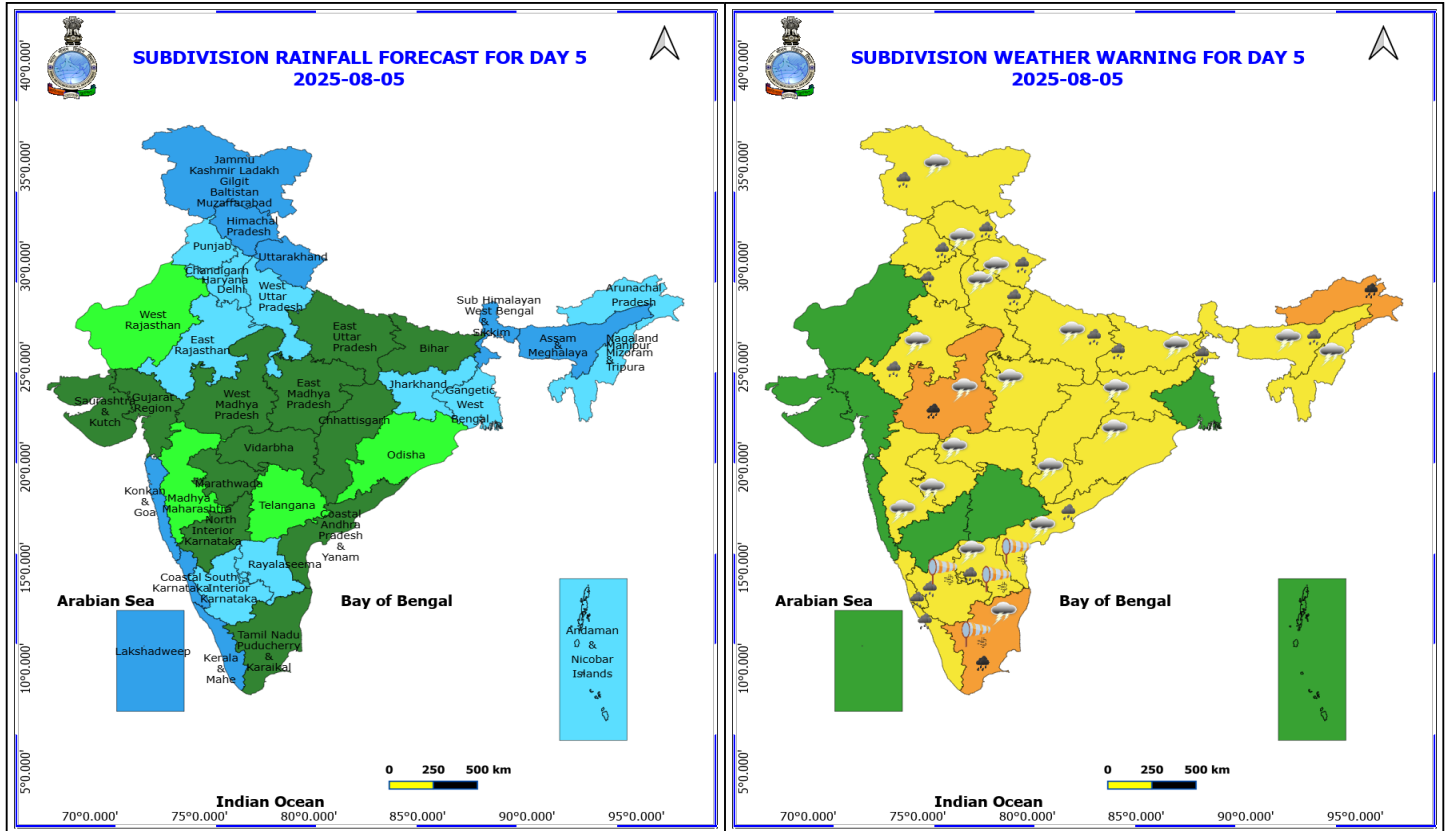 SUBDIVISION RAINFALL FORECAST FOR DAY 5
2025-08-05
40°0.000'
35°0.000'
30°0.000'
25°0.000'
20°0.000'
15°0.000'
10°0.000'
5°0.000'
Jammu
Kashmir Ladakh
Gilgit
Baltistan
Muzaffarabad
Himachal
Pradesh
Punjab
Uttarakhand
Chandigarh
Haryana
Delhi
West
Uttar
Pradesh
West
Rajasthan
East
Rajasthan
East
Uttar
Pradesh
Bihar
Sub Himalayan
West Bengal
&
Sikkim
Arunachal
Pradesh
Assam
&
Meghalaya
Nagaland
Manipur
Mizoram
&
Tripura
Saurashtra
&
Kutch
Gujarat
Region
West
Madhya
Pradesh
East
Madhya
Pradesh
Jharkhand
Gangetic
West
Bengal
Chhattisgarh
Vidarbha
Odisha
Konkan
&
Goa
Madhya
Maharashtra
Marathwada
Telangana
North
Interior
Karnataka
Coastal
Andhra
Pradesh
&
Yanam
Rayalaseema
Coastal
Karnataka
South
Interior
Karnataka
Arabian Sea
Bay of Bengal
Lakshadweep
Kerala
&
Mahe
Tamil Nadu
Puducherry
&
Karaikal
Andaman
&
Nicobar
Islands
0 250 500 km
Indian Ocean
70°0.000' 75°0.000' 80°0.000' 85°0.000' 90°0.000' 95°0.000'
SUBDIVISION WEATHER WARNING FOR DAY 5
2025-08-05
40°0.000'
35°0.000'
30°0.000'
25°0.000'
20°0.000'
15°0.000'
10°0.000'
5°0.000'
Arabian Sea
Bay of Bengal
0 250 500 km
Indian Ocean
70°0.000' 75°0.000' 80°0.000' 85°0.000' 90°0.000' 95°0.000'